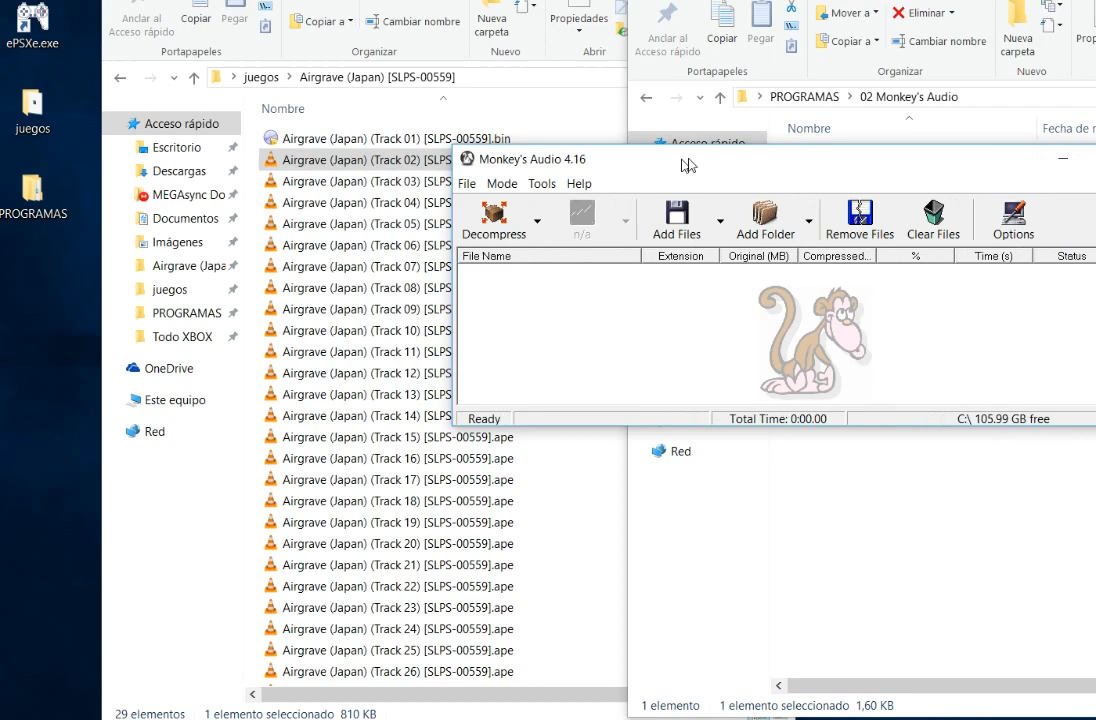 ePSXe.exe
juegos
PROGRAMAS
Anclar al
Acceso rápido
Copiar
Pegar
Copiar a
Cambiar nombre
Nueva
carpeta
Propiedades
Portapapeles
Organizar
Nuevo
Abrir
juegos
Airgrave (Japan) [SLPS-00559]
Nombre
Acceso rápido
Escritorio
Descargas
MEGAsync Do
Documentos
Imágenes
Airgrave (Japa
juegos
PROGRAMAS
Todo XBOX
OneDrive
Este equipo
Red
Airgrave (Japan) (Track 01) [SLPS-00559].bin
Airgrave (Japan) (Track 02) [SLPS
Airgrave (Japan) (Track 03) [SLPS
Airgrave (Japan) (Track 04) [SLPS
Airgrave (Japan) (Track 05) [SLPS
Airgrave (Japan) (Track 06) [SLPS
Airgrave (Japan) (Track 07) [SLPS
Airgrave (Japan) (Track 08) [SLPS
Airgrave (Japan) (Track 09) [SLPS
Airgrave (Japan) (Track 10) [SLPS
Airgrave (Japan) (Track 11) [SLPS
Airgrave (Japan) (Track 12) [SLPS
Airgrave (Japan) (Track 13) [SLPS
Airgrave (Japan) (Track 14) [SLPS
Airgrave (Japan) (Track 15) [SLPS-00559].ape
Airgrave (Japan) (Track 16) [SLPS-00559].ape
Airgrave (Japan) (Track 17) [SLPS-00559].ape
Airgrave (Japan) (Track 18) [SLPS-00559].ape
Airgrave (Japan) (Track 19) [SLPS-00559].ape
Airgrave (Japan) (Track 20) [SLPS-00559].ape
Airgrave (Japan) (Track 21) [SLPS-00559].ape
Airgrave (Japan) (Track 22) [SLPS-00559].ape
Airgrave (Japan) (Track 23) [SLPS-00559].ape
Airgrave (Japan) (Track 24) [SLPS-00559].ape
Airgrave (Japan) (Track 25) [SLPS-00559].ape
Airgrave (Japan) (Track 26) [SLPS-00559].ape
29 elementos
1 elemento seleccionado 810 KB
Anclar al
Acceso rápido
Copiar
Pegar
Mover a
Eliminar
Copiar a
Cambiar nombre
Nueva
carpeta
Prop
Portapapeles
Organizar
Nuevo
PROGRAMAS
02 Monkey's Audio
Nombre
Fecha de
Acceso rápido
Monkey's Audio 4.16
File
Mode
Tools
Help
Decompress
n/a
Add Files
Add Folder
Remove Files
Clear Files
Options
File Name
Extension
Original (MB)
Compressed...
%
Time (s)
Status
Ready
Total Time: 0:00.00
C:\ 105.99 GB free
Red
1 elemento
1 elemento seleccionado 1,60 KB